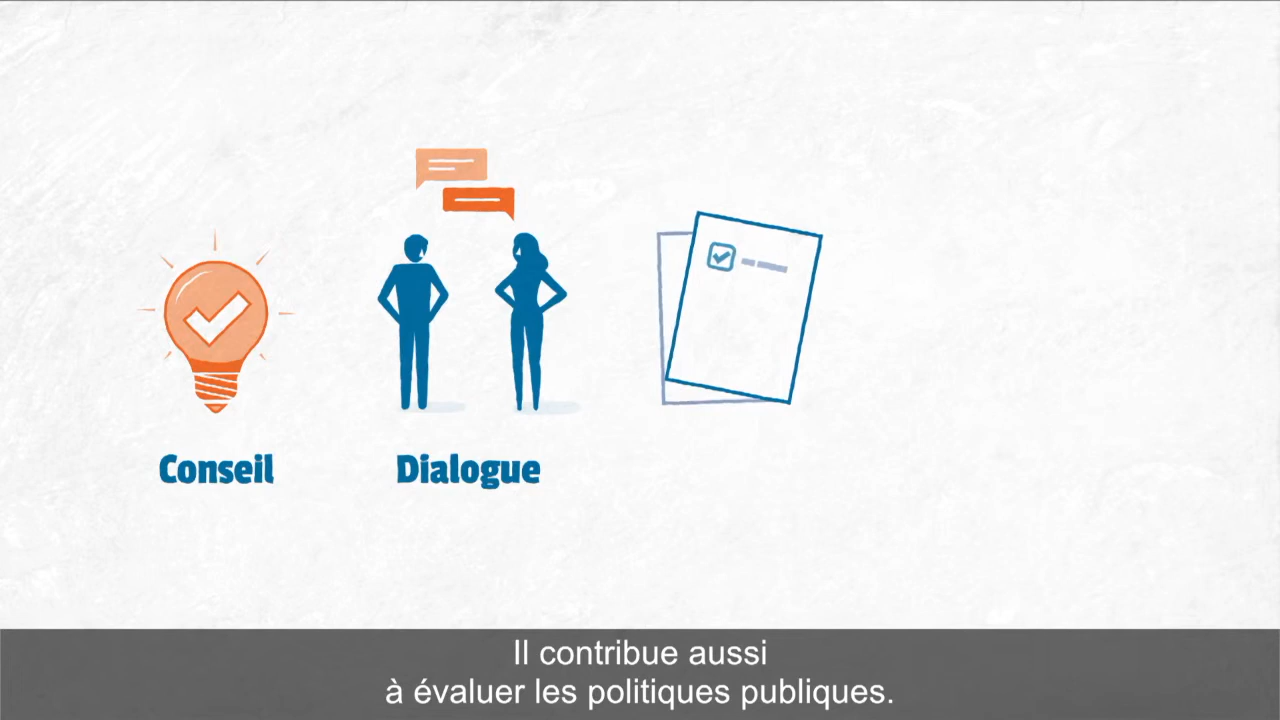 Conseil
Dialogue
Il contribue aussi
à évaluer les politiques publiques.